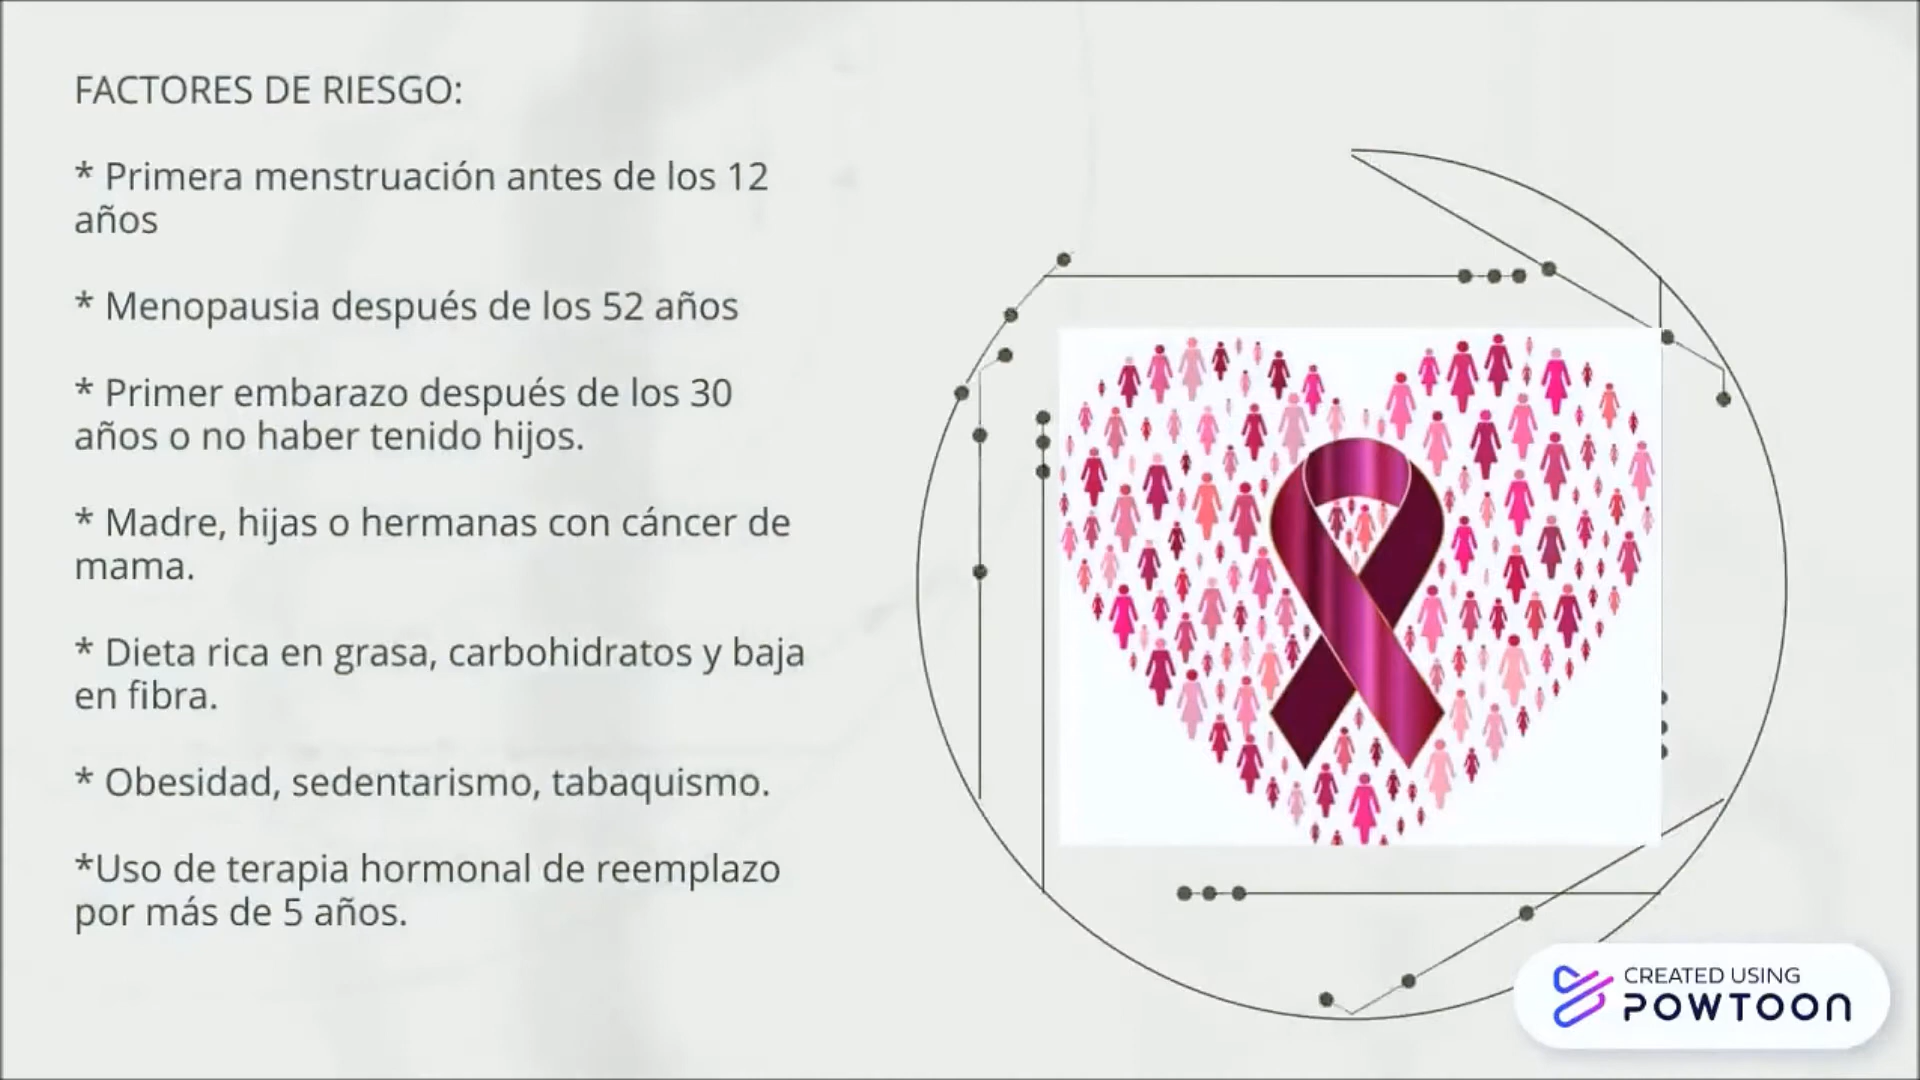 FACTORES DE RIESGO:
* Primera menstruación antes de los 12
años
* Menopausia después de los 52 años
* Primer embarazo después de los 30
años o no haber tenido hijos.
* Madre, hijas o hermanas con cáncer de
mama.
* Dieta rica en grasa, carbohidratos y baja
en fibra.
* Obesidad, sedentarismo, tabaquismo.
*Uso de terapia hormonal de reemplazo
por más de 5 años.
CREATED USING
POWTOON